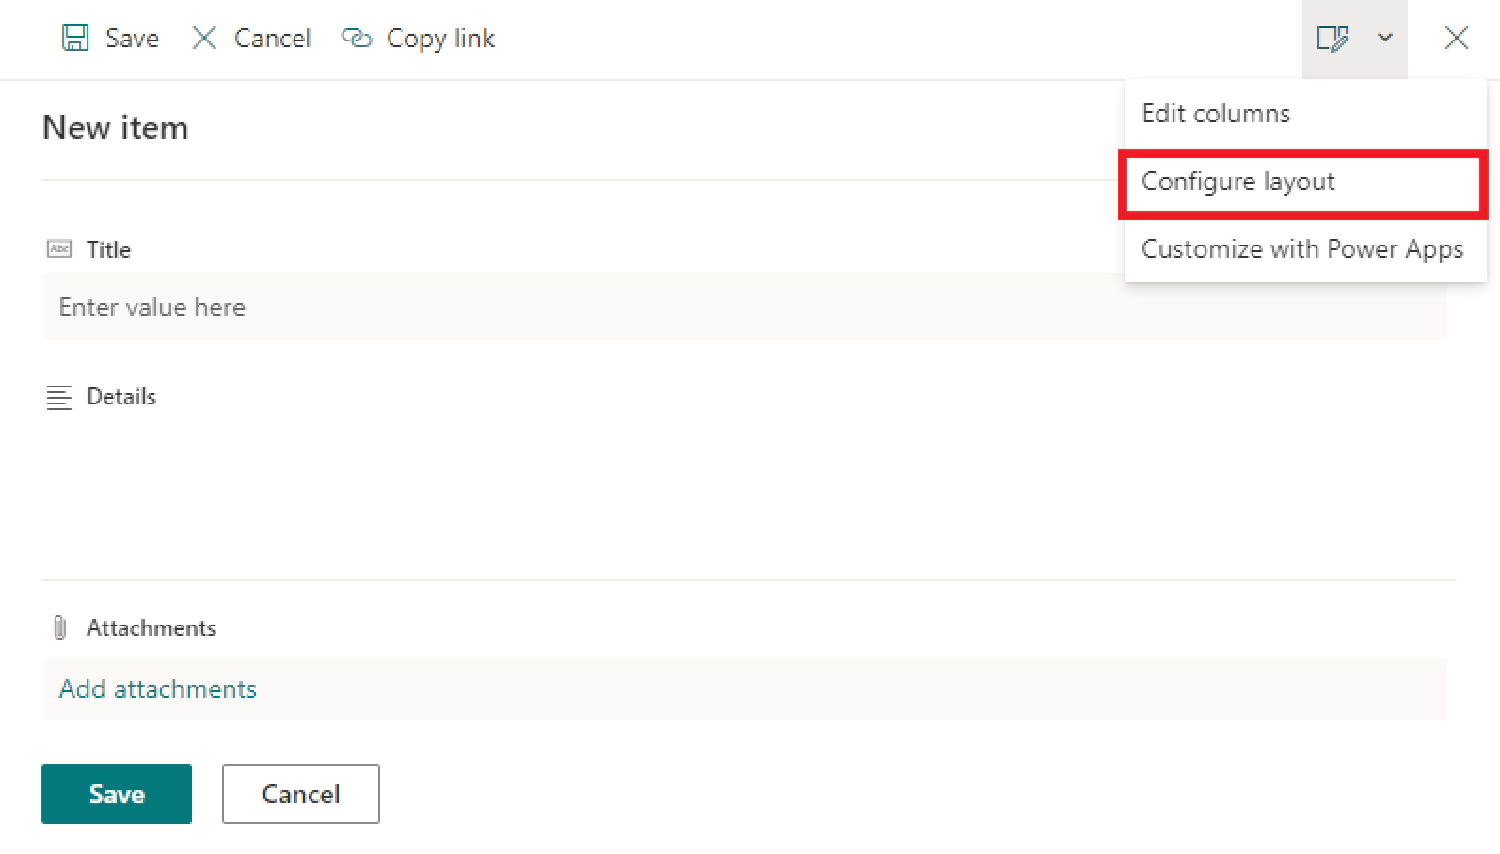 Save Cancel Copy link
Edit columns
New item
Configure layout
Abc Title
Customize with Power Apps
Enter value here
Details
Attachments
Add attachments
Save Cancel